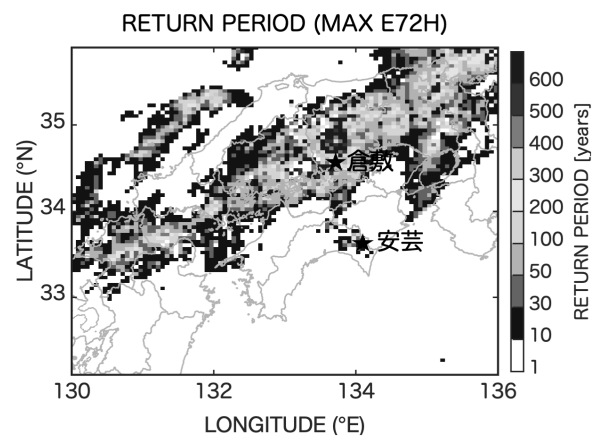 RETURN PERIOD (MAX E72H)
35
34
33
130
132
134
136
LATITUDE (°N)
LONGITUDE (°E)
★倉敷
★安芸
600
500
400
300
200
100
50
30
10
1
RETURN PERIOD [years]